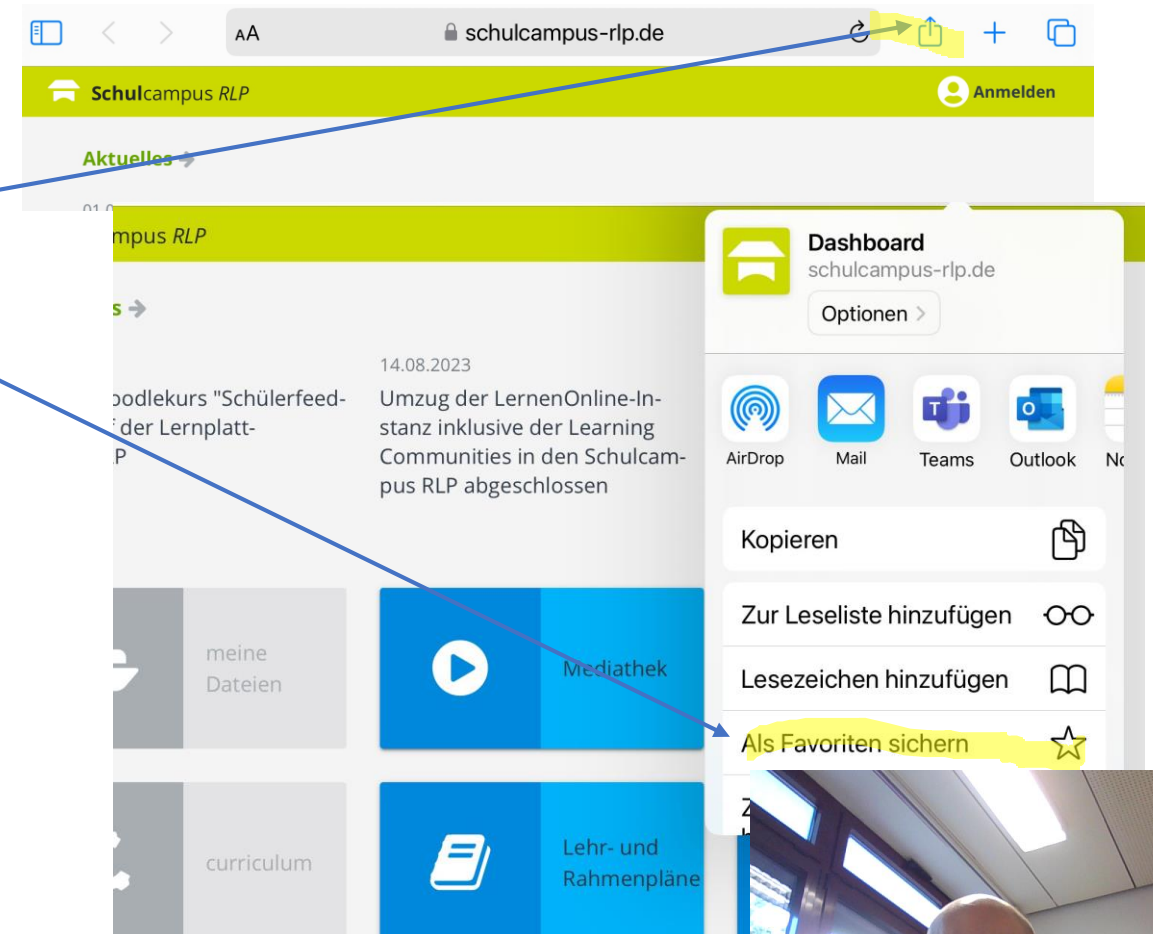 AA
schulcampus-rlp.de
Schulcampus RLP
Anmelden
Aktuelles
mpus RLP
Dashboard
schulcampus-rlp.de
Optionen
14.08.2023
oodlekurs "Schülerfeed-
der Lernplatt-
Umzug der LernenOnline-In-
stanz inklusive der Learning
Communities in den Schulcam-
pus RLP abgeschlossen
AirDrop
Mail
Teams
Outlook
Kopieren
Zur Leseliste hinzufügen
Lesezeichen hinzufügen
Als Favoriten sichern
meine
Dateien
Mediathek
curriculum
Lehr- und
Rahmenpläne